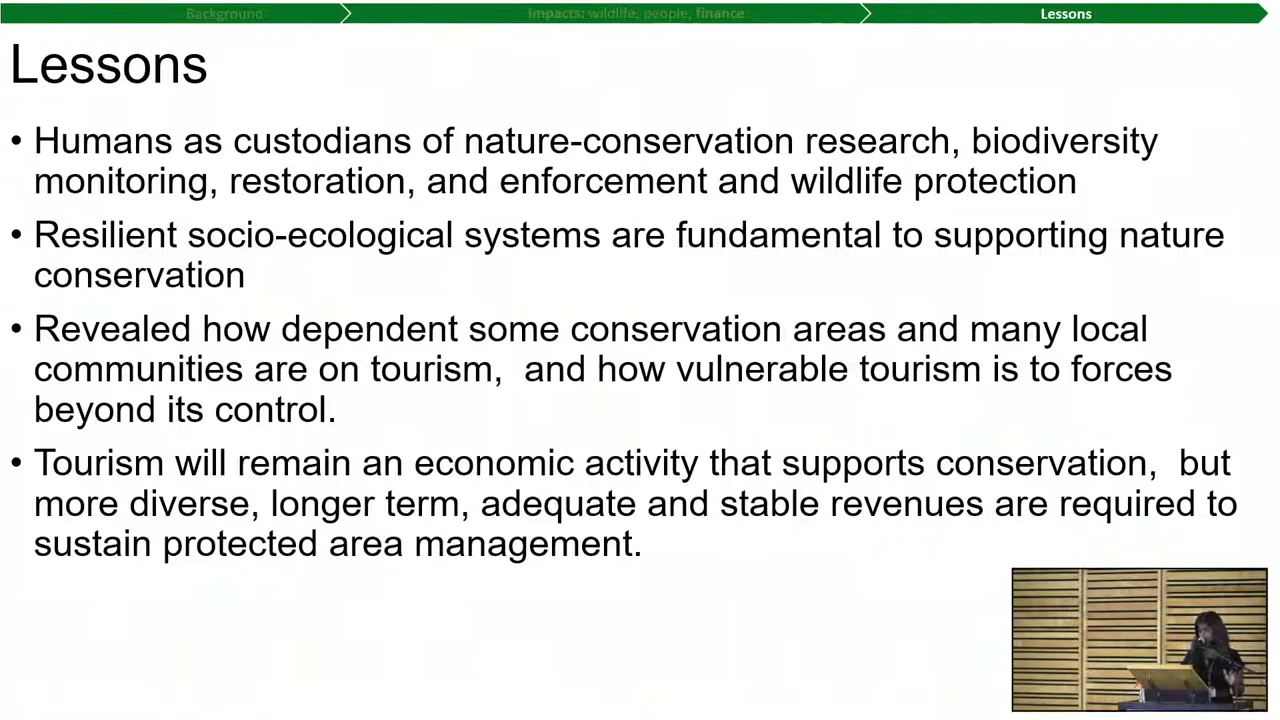 Background
Impacts: wildlife, people, finance
Lessons
Lessons
• Humans as custodians of nature-conservation research, biodiversity
monitoring, restoration, and enforcement and wildlife protection
• Resilient socio-ecological systems are fundamental to supporting nature
conservation
• Revealed how dependent some conservation areas and many local
communities are on tourism,  and how vulnerable tourism is to forces
beyond its control.
• Tourism will remain an economic activity that supports conservation,  but
more diverse, longer term, adequate and stable revenues are required to
sustain protected area management.